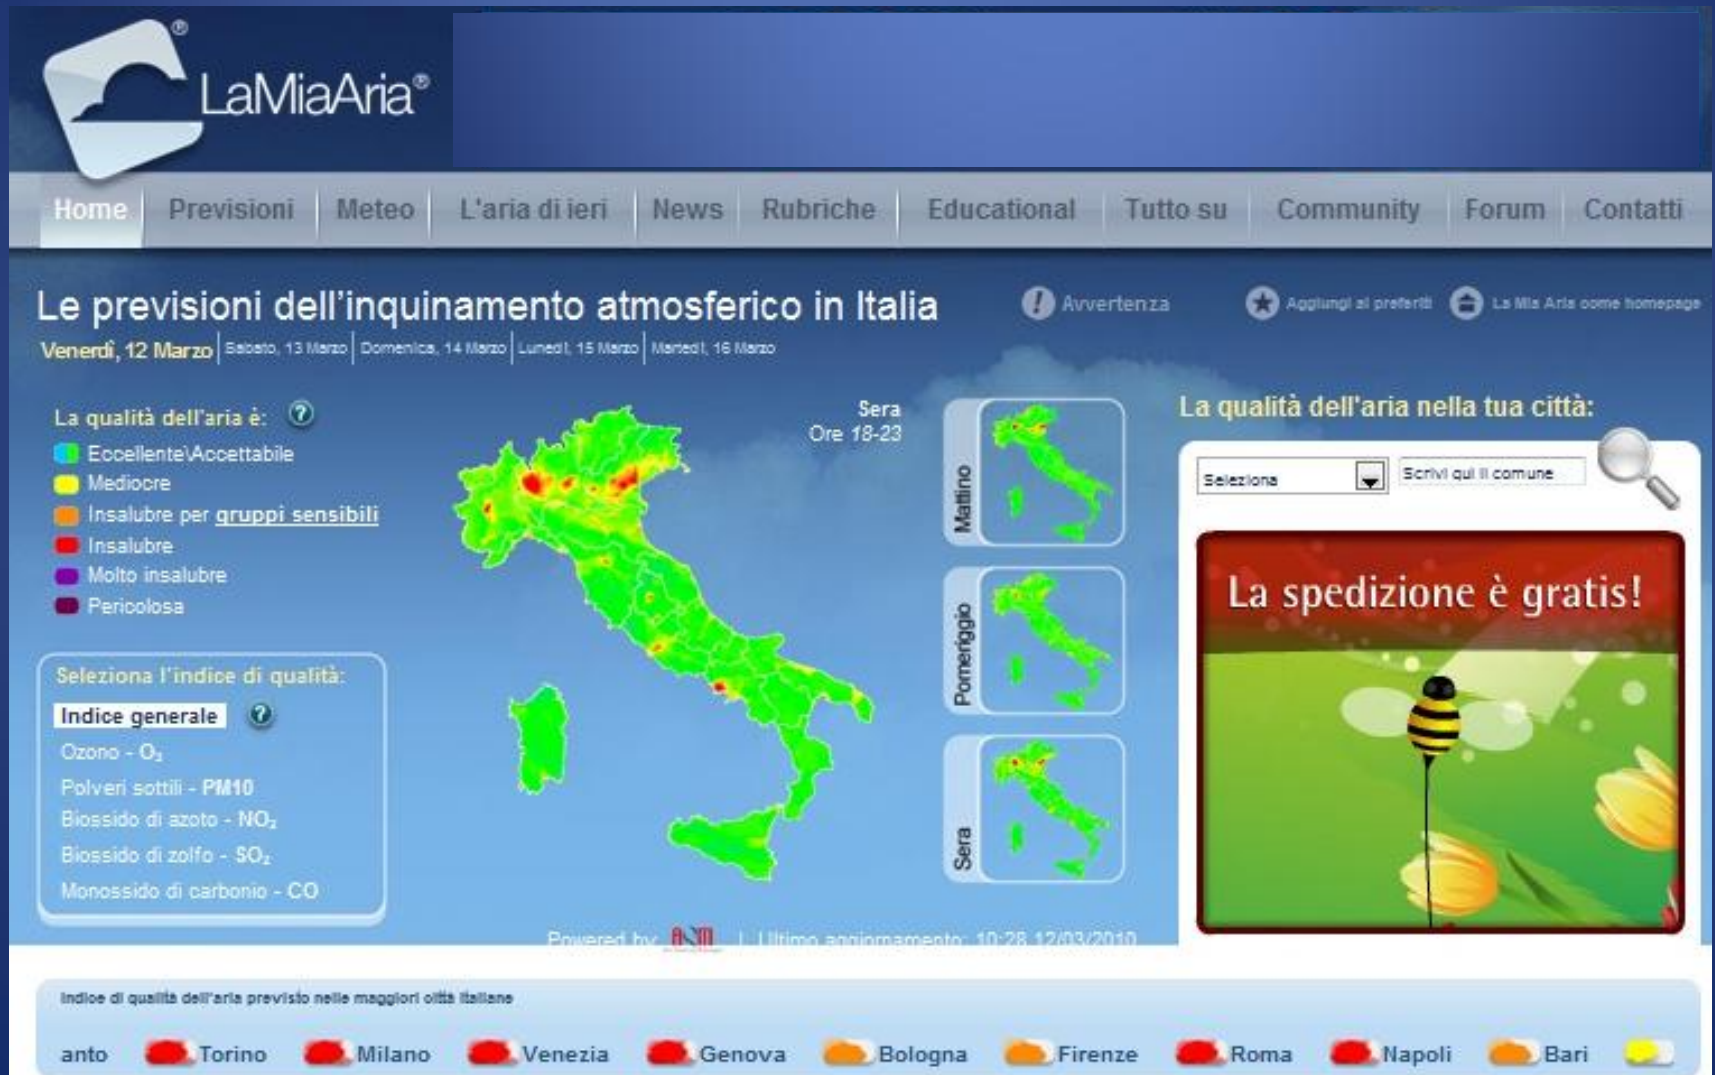 LaMiaAria®
Home Previsioni Meteo L'aria di ieri News Rubriche Educational Tutto su Community Forum Contatti
Le previsioni dell'inquinamento atmosferico in Italia
Avvertenza
Aggiungi ai preferiti
La Mia Aria come homepage
Venerdì, 12 Marzo Sabato, 13 Marzo Domenica, 14 Marzo Lunedì, 15 Marzo Martedì, 16 Marzo
La qualità dell'aria è: ?
Eccellente\Accettabile
Mediocre
Insalubre per gruppi sensibili
Insalubre
Molto insalubre
Pericolosa
Seleziona l'indice di qualità:
Indice generale ?
Ozono - O₃
Polveri sottili - PM10
Biossido di azoto - NO₂
Biossido di zolfo - SO₂
Monossido di carbonio - CO
Sera
Ore 18-23
Mattino
Pomeriggio
Sera
La qualità dell'aria nella tua città:
Seleziona
Scrivi qui il comune
La spedizione è gratis!
Powered by: | Ultimo aggiornamento: 10:28 12/03/2010
Indice di qualità dell'aria previsto nelle maggiori città italiane
anto Torino Milano Venezia Genova Bologna Firenze Roma Napoli Bari